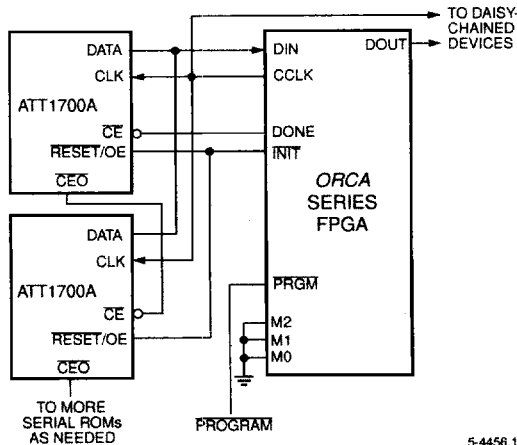 TO DAISY-
CHAINED
DEVICES
DATA
CLK
ATT1700A
CE
RESET/OE
CEO
DIN
DOUT
CCLK
DONE
INIT
ORCA
SERIES
FPGA
PRGM
M2
M1
M0
DATA
CLK
ATT1700A
CE
RESET/OE
CEO
TO MORE
SERIAL ROMs
AS NEEDED
PROGRAM
5-4456.1